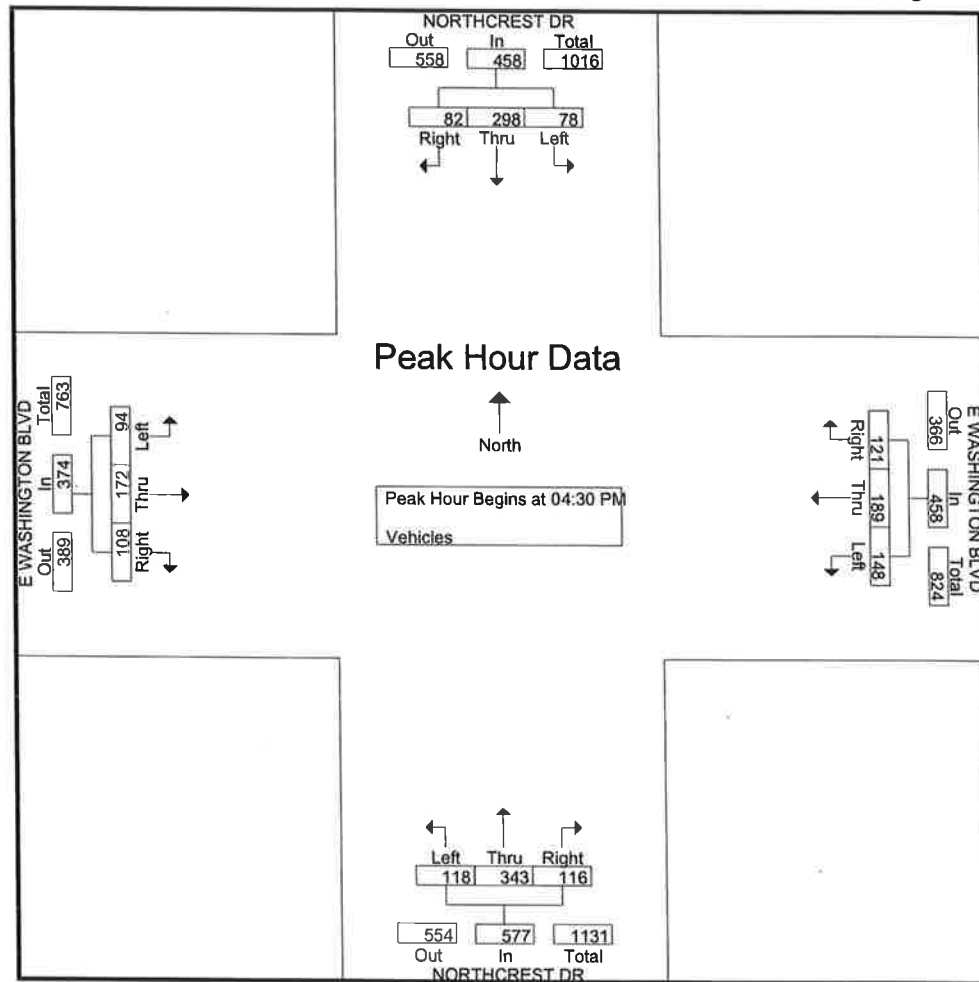 NORTHCREST DR
Out In Total
558 458 1016
82 298 78
Right Thru Left
Peak Hour Data
North
Peak Hour Begins at 04:30 PM
Vehicles
E WASHINGTON BLVD
Out In Total
389 374 763
108 172 94
Right Thru Left
E WASHINGTON BLVD
Out In Total
366 458 824
121 189 148
Right Thru Left
Left Thru Right
118 343 116
554 577 1131
Out In Total
NORTHCREST DR